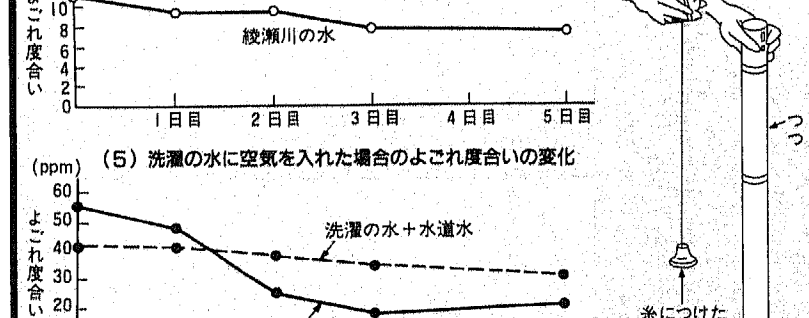 ごれ度合い
10
8
6
4
2
0
綾瀬川の水
1日目 2日目 3日目 4日目 5日目
(5) 洗濯の水に空気を入れた場合のよごれ度合いの変化
(ppm)
よごれ度合い
60
50
40
30
20
洗濯の水+水道水
つつ
糸につけた